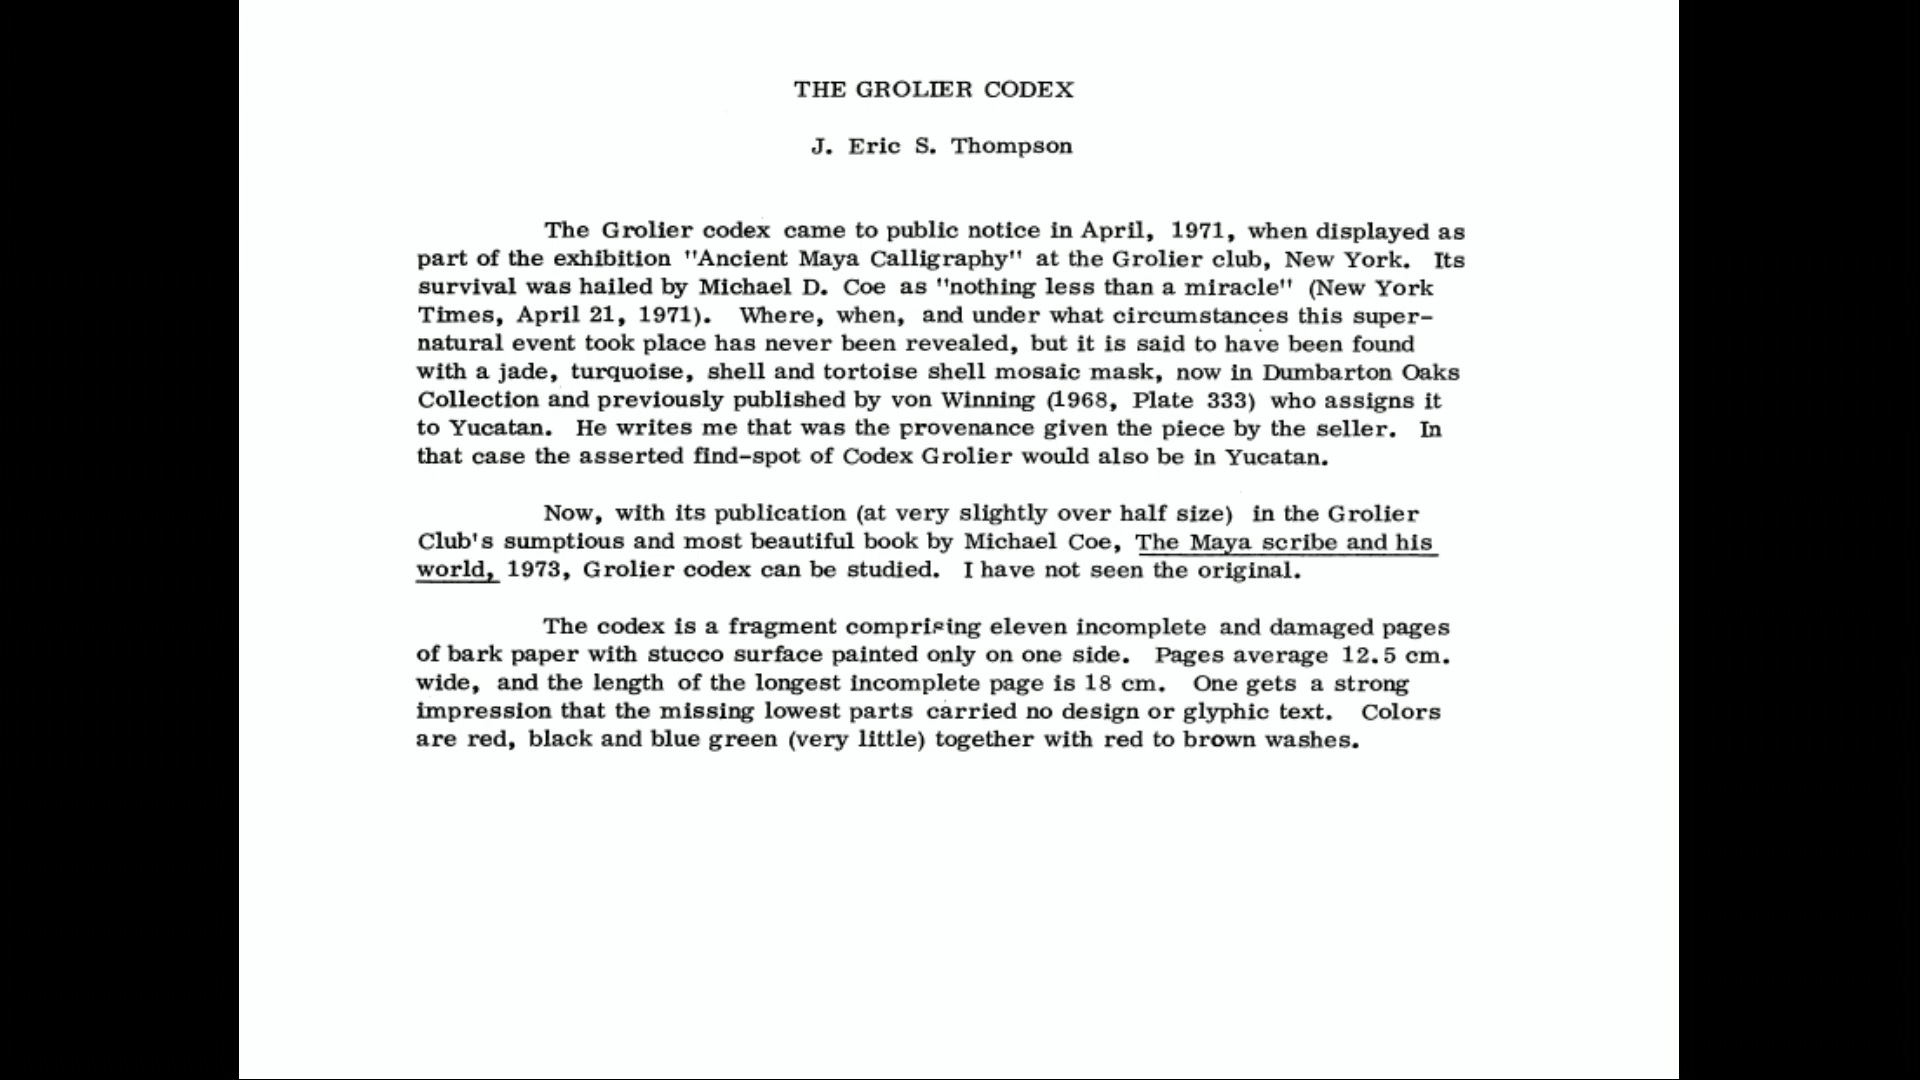 THE GROLIER CODEX
J. Eric S. Thompson
The Grolier codex came to public notice in April, 1971, when displayed as
part of the exhibition "Ancient Maya Calligraphy" at the Grolier club, New York. Its
survival was hailed by Michael D. Coe as "nothing less than a miracle" (New York
Times, April 21, 1971). Where, when, and under what circumstances this super-
natural event took place has never been revealed, but it is said to have been found
with a jade, turquoise, shell and tortoise shell mosaic mask, now in Dumbarton Oaks
Collection and previously published by von Winning (1968, Plate 333) who assigns it
to Yucatan. He writes me that was the provenance given the piece by the seller. In
that case the asserted find-spot of Codex Grolier would also be in Yucatan.
Now, with its publication (at very slightly over half size) in the Grolier
Club's sumptious and most beautiful book by Michael Coe, The Maya scribe and his
world, 1973, Grolier codex can be studied. I have not seen the original.
The codex is a fragment comprising eleven incomplete and damaged pages
of bark paper with stucco surface painted only on one side. Pages average 12.5 cm.
wide, and the length of the longest incomplete page is 18 cm. One gets a strong
impression that the missing lowest parts carried no design or glyphic text. Colors
are red, black and blue green (very little) together with red to brown washes.